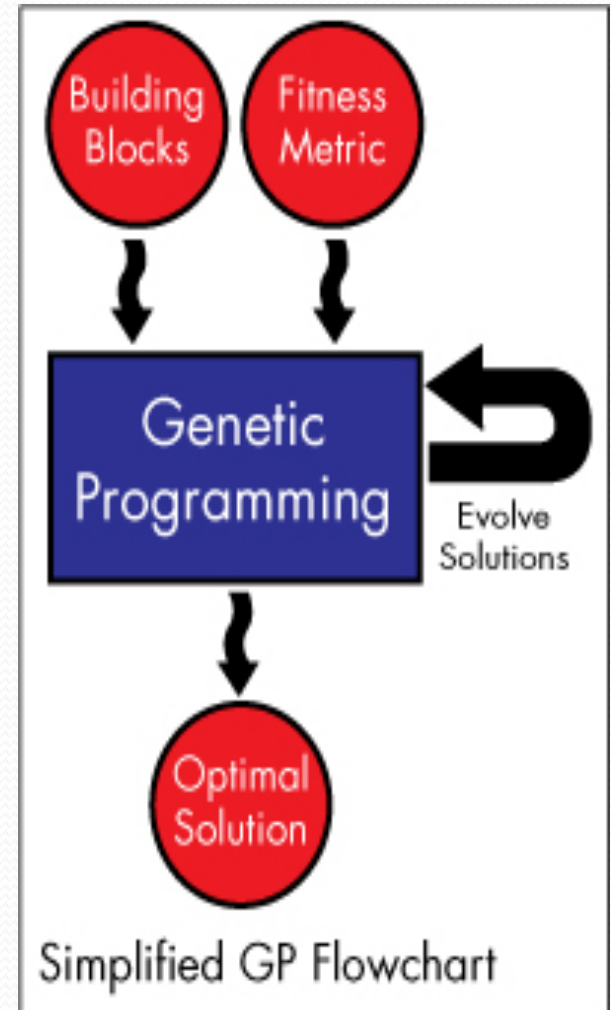 Building
Blocks
Fitness
Metric
Genetic
Programming
Evolve
Solutions
Optimal
Solution
Simplified GP Flowchart